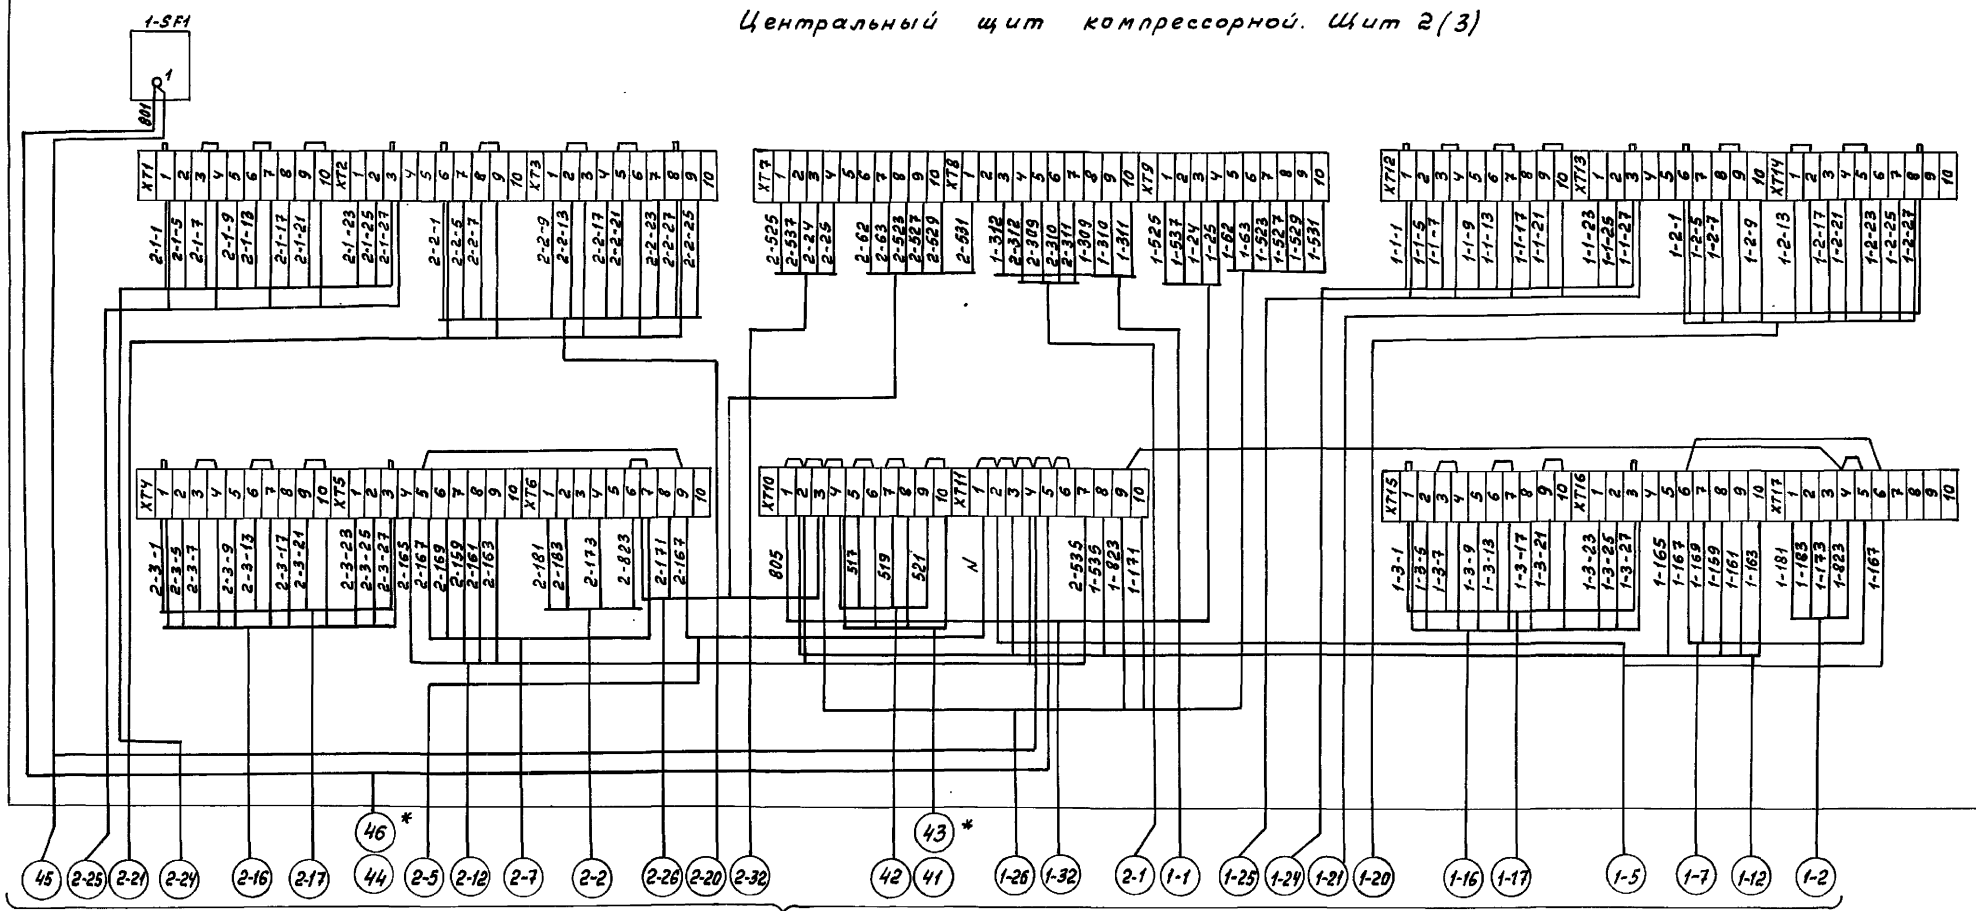 Центральный щит компрессорной. Щит 2(3)
1-SF1
1
801
XT1 1 2 3 4 5 6 7 8 9 10 XT2 1 2 3 4 5 6 7 8 9 10 XT3 1 2 3 4 5 6 7 8 9 10
2-1-1 2-1-5 2-1-7 2-1-9 2-1-13 2-1-17 2-1-21 2-1-23 2-1-25 2-1-27 2-2-1 2-2-5 2-2-7 2-2-9 2-2-13 2-2-17 2-2-21 2-2-23 2-2-27 2-2-25
XT7 1 2 3 4 5 6 7 8 9 10 XT8 1 2 3 4 5 6 7 8 9 10 XT9 1 2 3 4 5 6 7 8 9 10
2-525 2-537 2-24 2-25 2-62 2-63 2-523 2-527 2-529 2-531 1-312 2-312 2-309 2-310 2-311 1-309 1-310 1-311 1-525 1-537 1-24 1-25 1-62 1-63 1-523 1-527 1-529 1-531
XT12 1 2 3 4 5 6 7 8 9 10 XT13 1 2 3 4 5 6 7 8 9 10 XT14 1 2 3 4 5 6 7 8 9 10
1-1-1 1-1-5 1-1-7 1-1-9 1-1-13 1-1-17 1-1-21 1-1-23 1-1-25 1-1-27 1-2-1 1-2-5 1-2-7 1-2-9 1-2-13 1-2-17 1-2-21 1-2-23 1-2-25 1-2-27
XT4 1 2 3 4 5 6 7 8 9 10 XT5 1 2 3 4 5 6 7 8 9 10 XT6 1 2 3 4 5 6 7 8 9 10
2-3-1 2-3-5 2-3-7 2-3-9 2-3-13 2-3-17 2-3-21 2-3-23 2-3-25 2-3-27 2-165 2-167 2-169 2-159 2-161 2-163 2-181 2-183 2-173 2-823 2-171 2-167
XT10 1 2 3 4 5 6 7 8 9 10 XT11 1 2 3 4 5 6 7 8 9 10
805 517 519 521 N 2-535 1-535 1-823 1-171
XT15 1 2 3 4 5 6 7 8 9 10 XT16 1 2 3 4 5 6 7 8 9 10 XT17 1 2 3 4 5 6 7 8 9 10
1-3-1 1-3-5 1-3-7 1-3-9 1-3-13 1-3-17 1-3-21 1-3-23 1-3-25 1-3-27 1-165 1-167 1-169 1-159 1-161 1-163 1-181 1-183 1-173 1-823 1-167
46 * 43 *
45 2-25 2-21 2-24 2-16 2-17 44 2-5 2-12 2-7 2-2 2-26 2-20 2-32 42 41 1-26 1-32 2-1 1-1 1-25 1-24 1-21 1-20 1-16 1-17 1-5 1-7 1-12 1-2